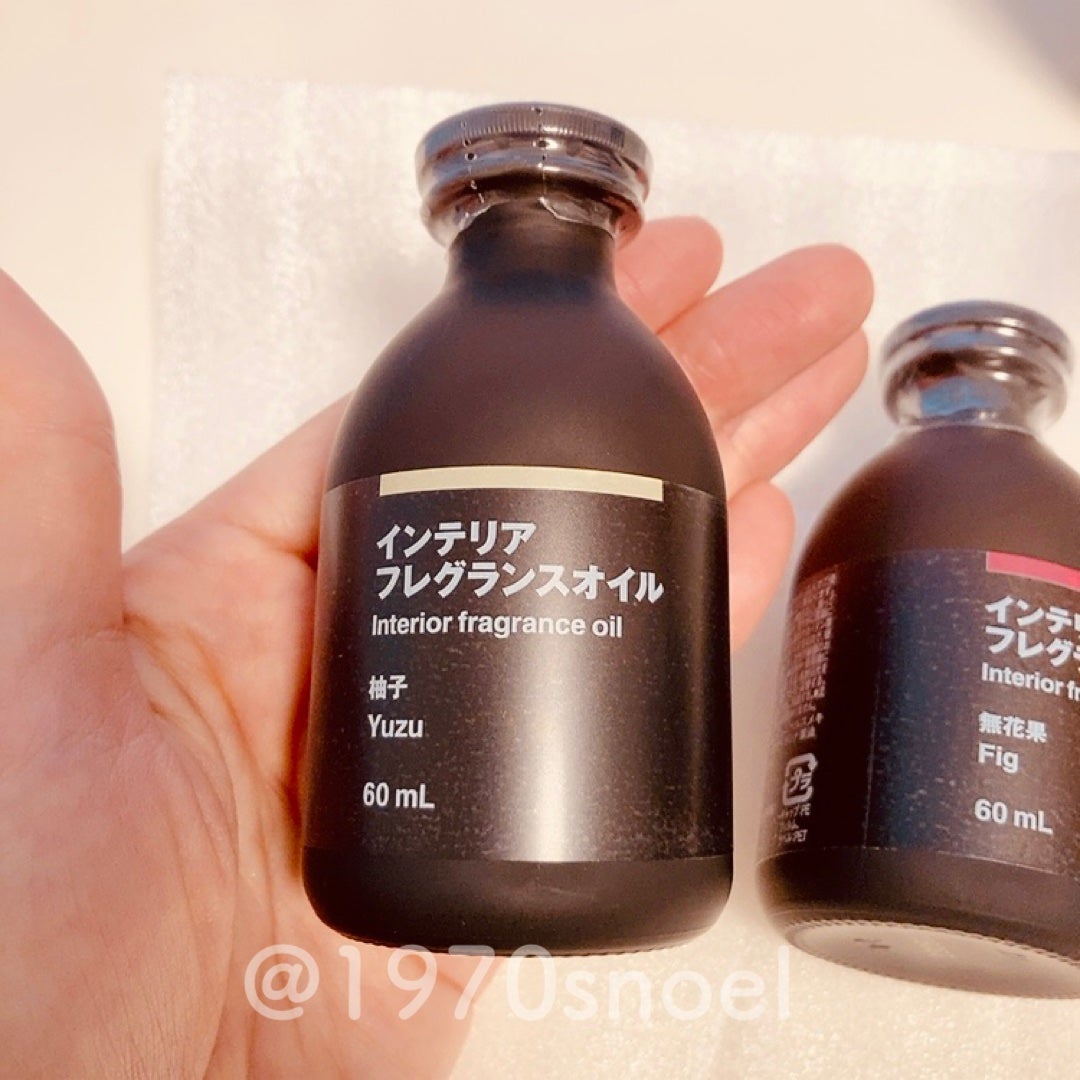 インテリア
フレグランスオイル
Interior fragrance oil
柚子
Yuzu
60 mL
インテリ
フレグ
Interior fr
無花果
Fig
60 mL
プラ
@1970snoel